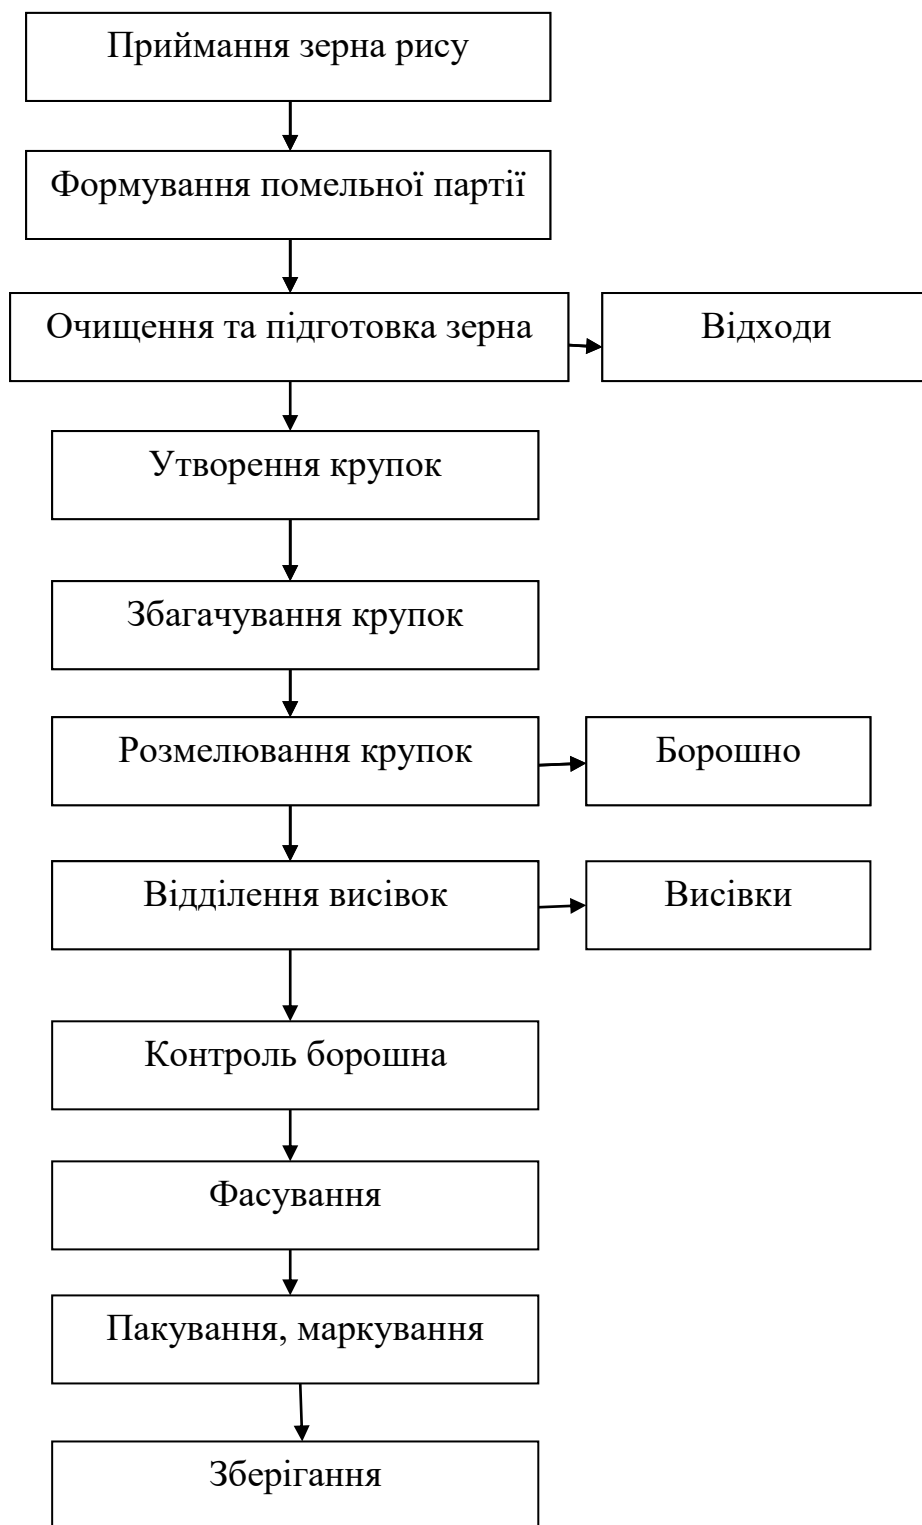 Приймання зерна рису
Формування помельної партії
Очищення та підготовка зерна
Відходи
Утворення крупок
Збагачування крупок
Розмелювання крупок
Борошно
Відділення висівок
Висівки
Контроль борошна
Фасування
Пакування, маркування
Зберігання